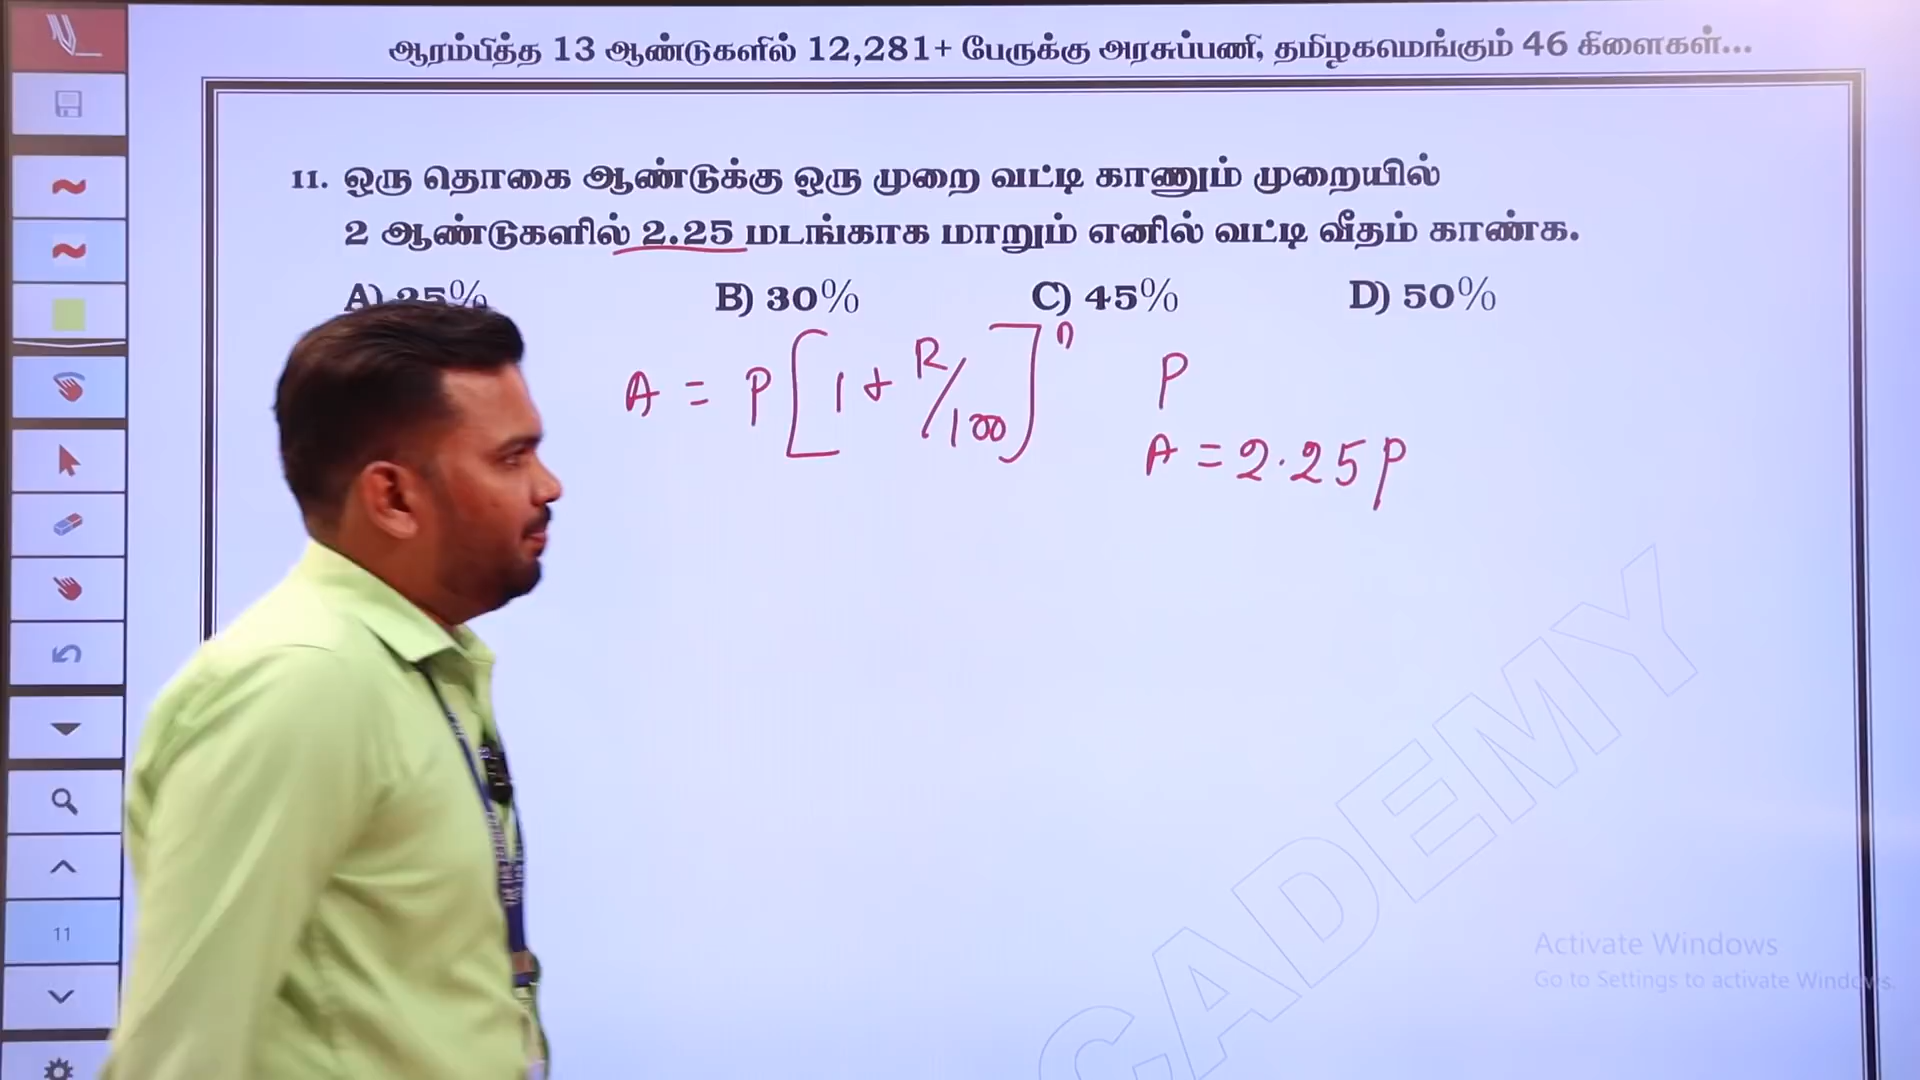 ஆரம்பித்த 13 ஆண்டுகளில் 12,281+ பேருக்கு அரசுப்பணி, தமிழகமெங்கும் 46 கிளைகள்...
11. ஒரு தொகை ஆண்டுக்கு ஒரு முறை வட்டி காணும் முறையில்
2 ஆண்டுகளில் 2.25 மடங்காக மாறும் எனில் வட்டி வீதம் காண்க.
A) 25% B) 30% C) 45% D) 50%
A = P[1+R/100]ⁿ
P
A = 2.25P
CADEMY
Activate Windows
Go to Settings to activate Windows.
11